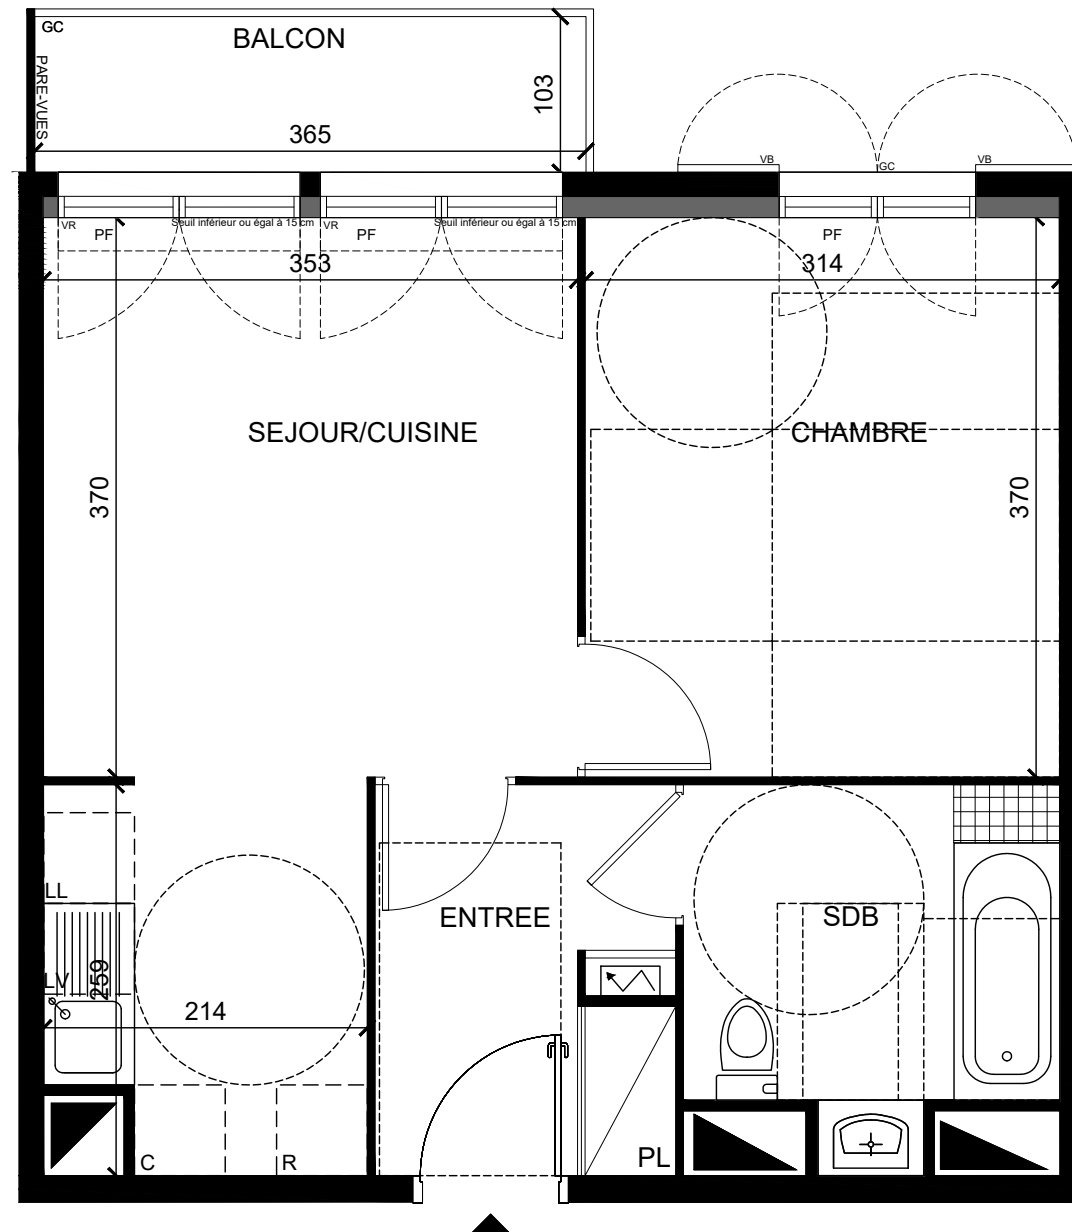 GC
BALCON
PARE-VUES
103
365
VB
GC
VB
VR
PF
Seuil inférieur ou égal à 15 cm
VR
PF
Seuil inférieur ou égal à 15 cm
PF
353
314
SEJOUR/CUISINE
CHAMBRE
370
370
LL
ENTREE
SDB
LV
259
214
C
R
PL